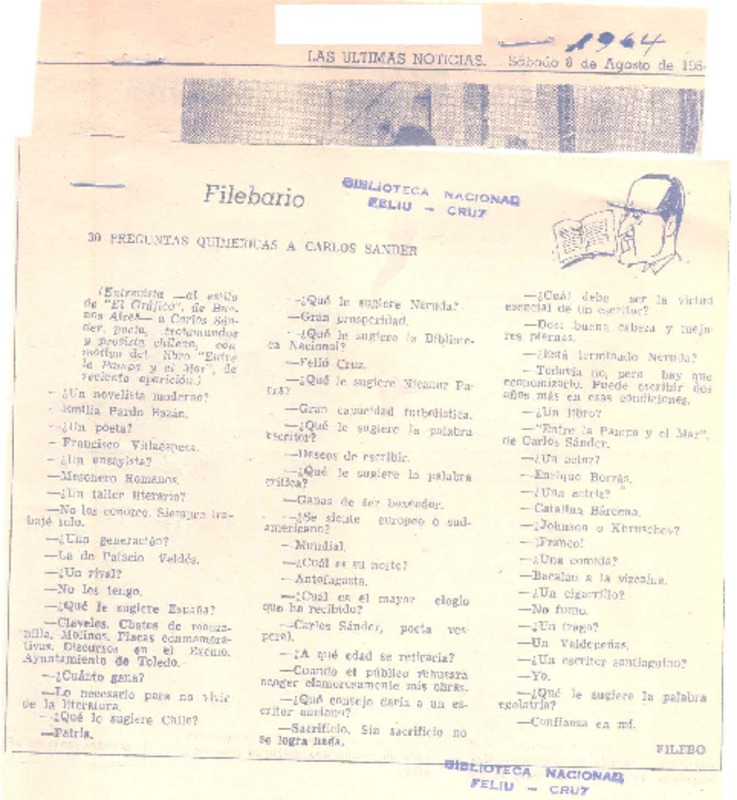 1964
LAS ULTIMAS NOTICIAS. Sábado 8 de Agosto de 196
Filebario
BIBLIOTECA NACIONAL
FELIU - CRUZ
30 PREGUNTAS QUIMERICAS A CARLOS SANDER
(Entrevista —al estilo
de "El Gráfico", de Bue-
nos Aires— a Carlos Sán-
der, poeta, trotamundos
y prosista chileno, con
motivo del libro "Entre
la Pampa y el Mar", de
reciente aparición.)
—¿Un novelista moderno?
—Emilia Pardo Bazán.
—¿Un poeta?
—Francisco Villaespesa.
—¿Un ensayista?
—Mesonero Romanos.
—¿Un taller literario?
—No los conozco. Siempre tra-
bajé solo.
—¿Una generación?
—La de Palacio Valdés.
—¿Un rival?
—No los tengo.
—¿Qué le sugiere España?
—Claveles. Chatos de manza-
nilla. Molinos. Placas conmemora-
tivas. Discursos en el Excmo.
Ayuntamiento de Toledo.
—¿Cuánto gana?
—Lo necesario para no vivir
de la literatura.
—¿Qué le sugiere Chile?
—Patria.
—¿Qué le sugiere Neruda?
—Gran prosperidad.
—¿Qué le sugiere la Bibliote-
ca Nacional?
—Feliú Cruz.
—¿Qué le sugiere Nicanor Pa-
rra?
—Gran capacidad futbolística.
—¿Qué le sugiere la palabra
escritor?
—Deseos de escribir.
—¿Qué le sugiere la palabra
crítica?
—Ganas de ser boxeador.
—¿Se siente europeo o sud-
americano?
—Mundial.
—¿Cuál es su norte?
—Antofagasta.
—¿Cuál es el mayor elogio
que ha recibido?
—Carlos Sánder, poeta ves-
peral.
—¿A qué edad se retiraría?
—Cuando el público rehusara
acoger clamorosamente mis obras.
—¿Qué consejo daría a un es-
critor anciano?
—Sacrificio. Sin sacrificio no
se logra nada.
—¿Cuál debe ser la virtud
esencial de un escritor?
—Dos: buena cabeza y mejo-
res piernas.
—¿Está terminado Neruda?
—Todavía no, pero hay que
economizarlo. Puede escribir dos
años más en esas condiciones.
—¿Un libro?
—"Entre la Pampa y el Mar",
de Carlos Sánder.
—¿Un actor?
—Enrique Borrás.
—¿Una actriz?
—Catalina Bárcena.
—¿Johnson o Khruschev?
—¡Franco!
—¿Una comida?
—Bacalao a la vizcaína.
—¿Un cigarrillo?
—No fumo.
—¿Un trago?
—Un Valdepeñas.
—¿Un escritor santiaguino?
—Yo.
—¿Qué le sugiere la palabra
egolatría?
—Confianza en mí.
FILEBO
BIBLIOTECA NACIONAL
FELIU - CRUZ